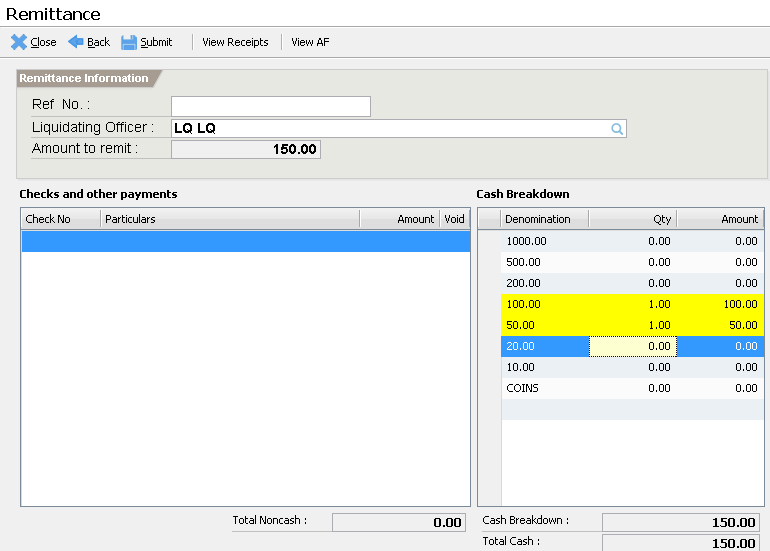 Remittance
Close Back Submit View Receipts View AF
Remittance Information
Ref No. :
Liquidating Officer : LQ LQ
Amount to remit : 150.00
Checks and other payments
Check No Particulars Amount Void
Total Noncash : 0.00
Cash Breakdown
Denomination Qty Amount
1000.00 0.00 0.00
500.00 0.00 0.00
200.00 0.00 0.00
100.00 1.00 100.00
50.00 1.00 50.00
20.00 0.00 0.00
10.00 0.00 0.00
COINS 0.00 0.00
Cash Breakdown : 150.00
Total Cash : 150.00